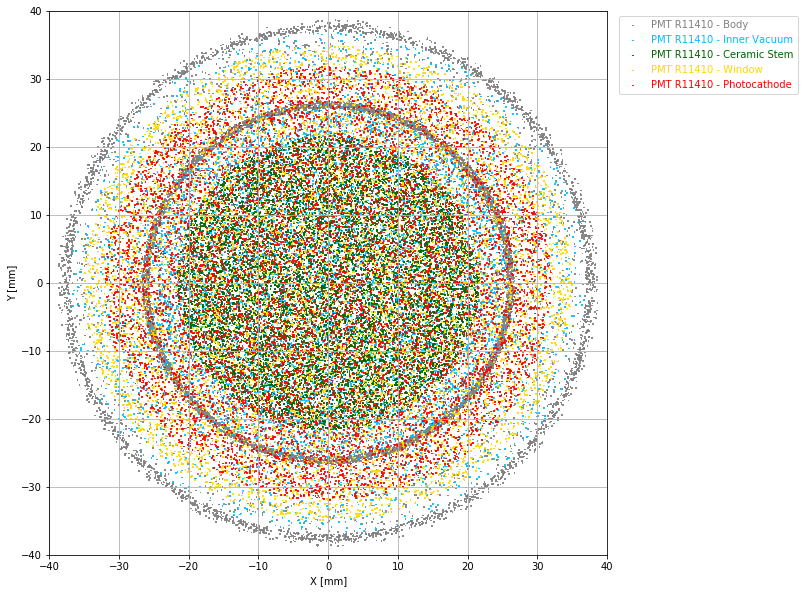 PMT R11410 - Body
PMT R11410 - Inner Vacuum
PMT R11410 - Ceramic Stem
PMT R11410 - Window
PMT R11410 - Photocathode
40
30
20
10
0
−10
−20
−30
−40
Y [mm]
−40 −30 −20 −10 0 10 20 30 40
X [mm]